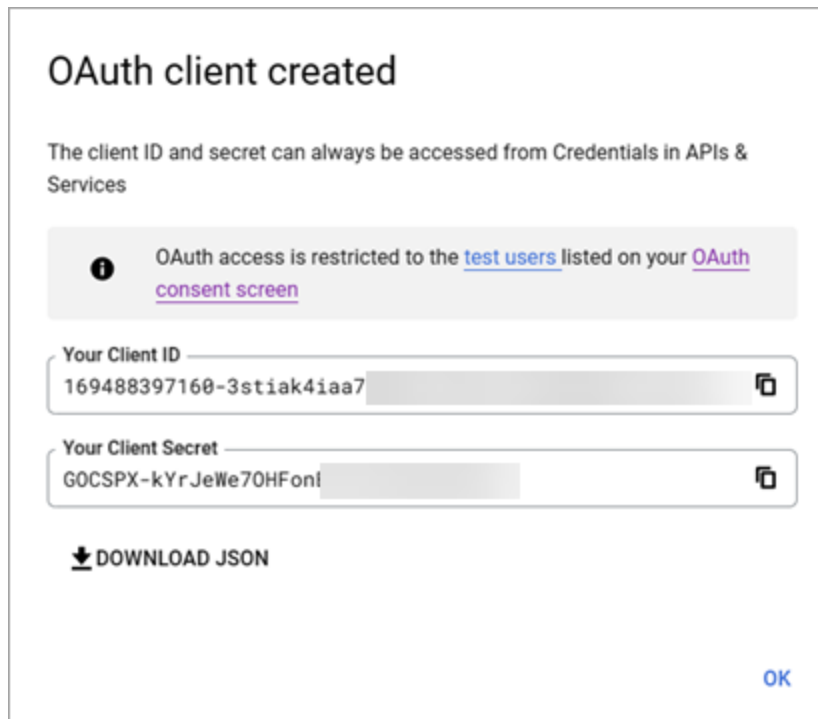 OAuth client created
The client ID and secret can always be accessed from Credentials in APIs &
Services
OAuth access is restricted to the test users listed on your OAuth
consent screen
Your Client ID
169488397160-3stiak4iaa7
Your Client Secret
GOCSPX-kYrJeWe7OHFon
DOWNLOAD JSON
OK